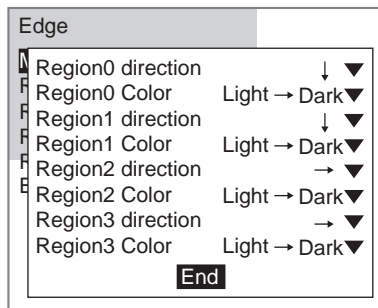 Edge
Region0 direction ↓ ▼
Region0 Color Light → Dark▼
Region1 direction ↓ ▼
Region1 Color Light → Dark▼
Region2 direction → ▼
Region2 Color Light → Dark▼
Region3 direction → ▼
Region3 Color Light → Dark▼
End